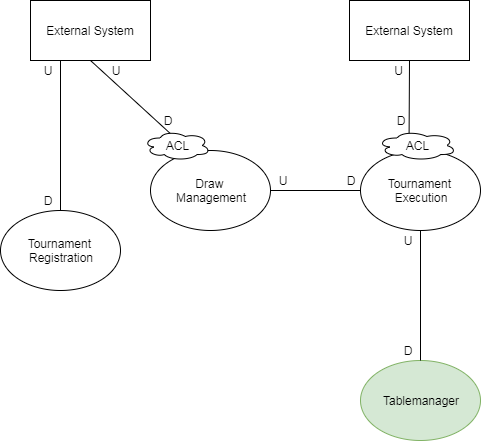 External System
External System
U
U
U
D
D
ACL
ACL
Draw
Management
U
D
Tournament
Execution
D
Tournament
Registration
U
D
Tablemanager